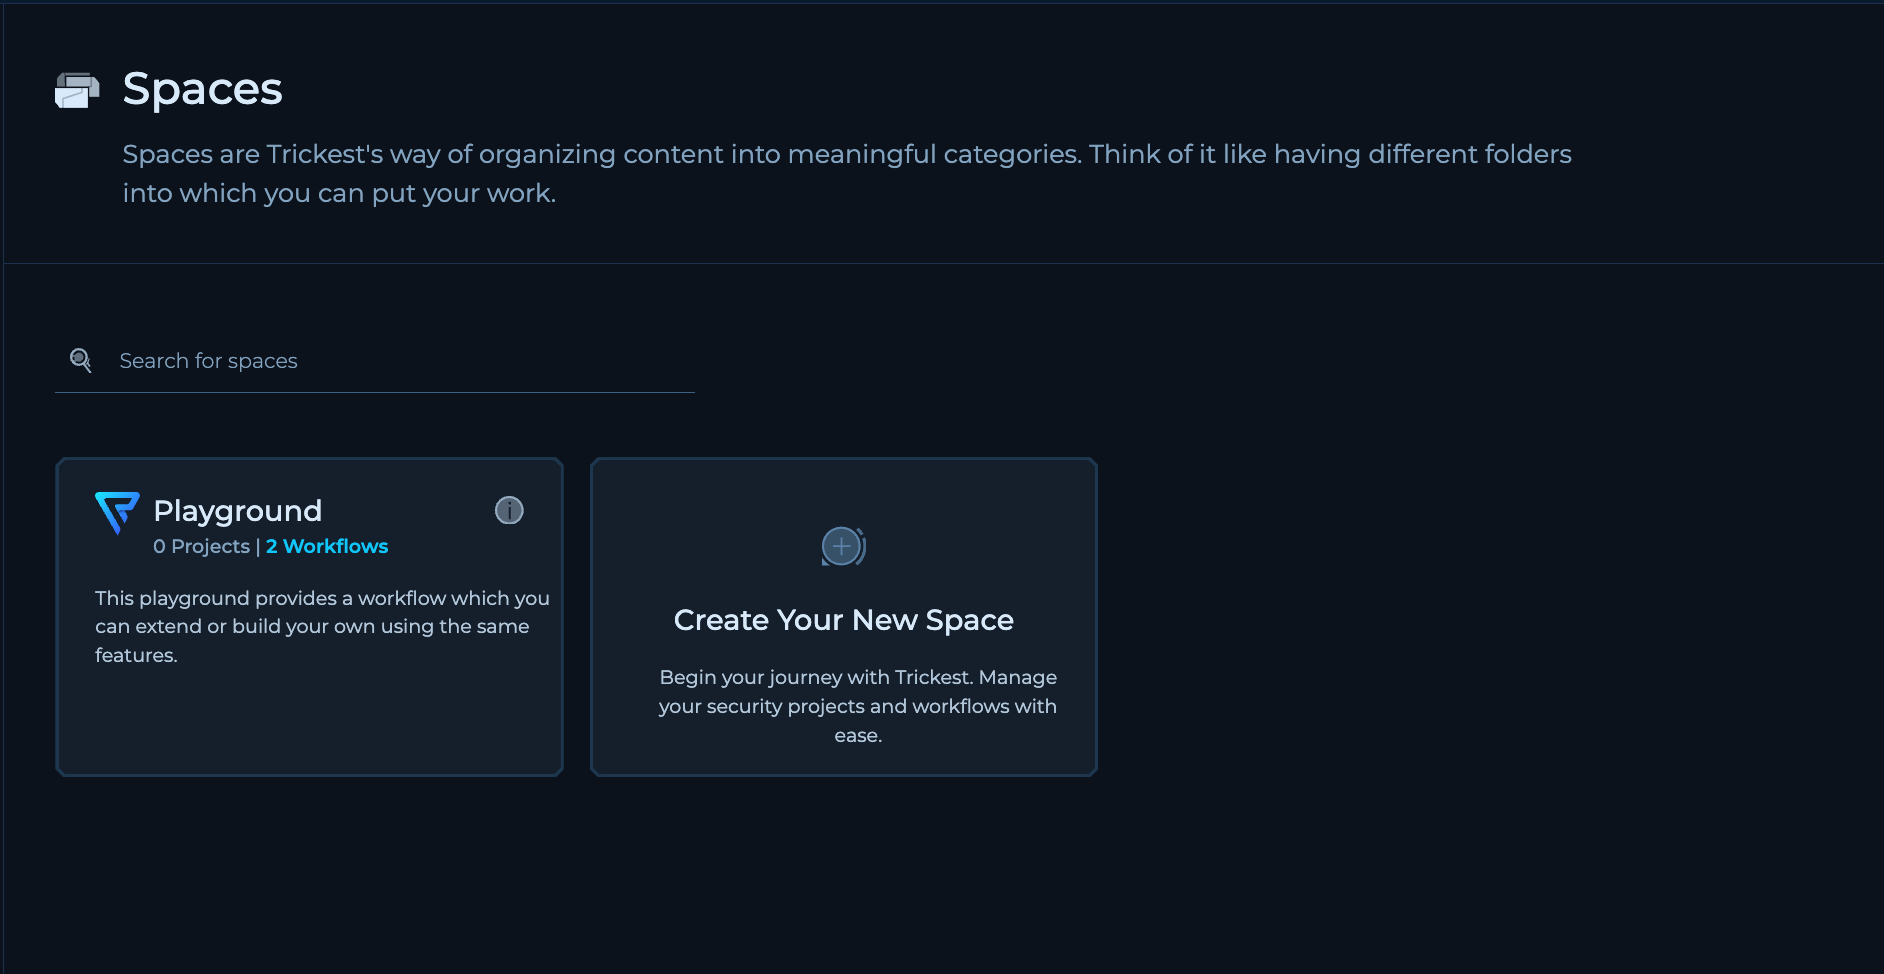 Spaces
Spaces are Trickest's way of organizing content into meaningful categories. Think of it like having different folders
into which you can put your work.
Search for spaces
Playground
0 Projects | 2 Workflows
This playground provides a workflow which you
can extend or build your own using the same
features.
Create Your New Space
Begin your journey with Trickest. Manage
your security projects and workflows with
ease.